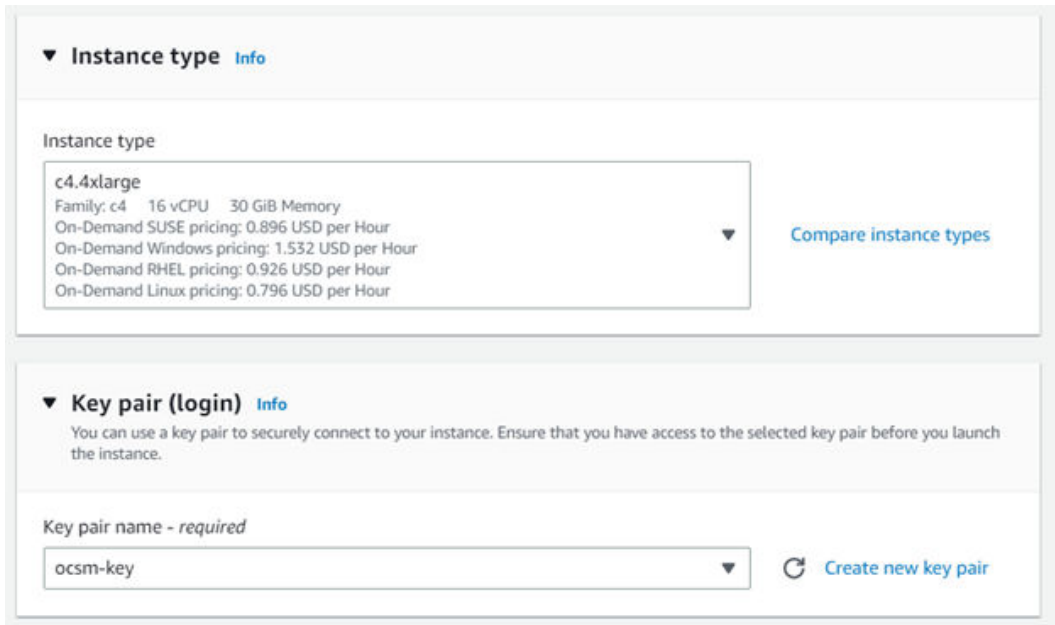 Instance type Info
Instance type
c4.4xlarge
Family: c4 16 vCPU 30 GiB Memory
On-Demand SUSE pricing: 0.896 USD per Hour
On-Demand Windows pricing: 1.532 USD per Hour
On-Demand RHEL pricing: 0.926 USD per Hour
On-Demand Linux pricing: 0.796 USD per Hour
Compare instance types
Key pair (login) Info
You can use a key pair to securely connect to your instance. Ensure that you have access to the selected key pair before you launch
the instance.
Key pair name - required
ocsm-key
Create new key pair